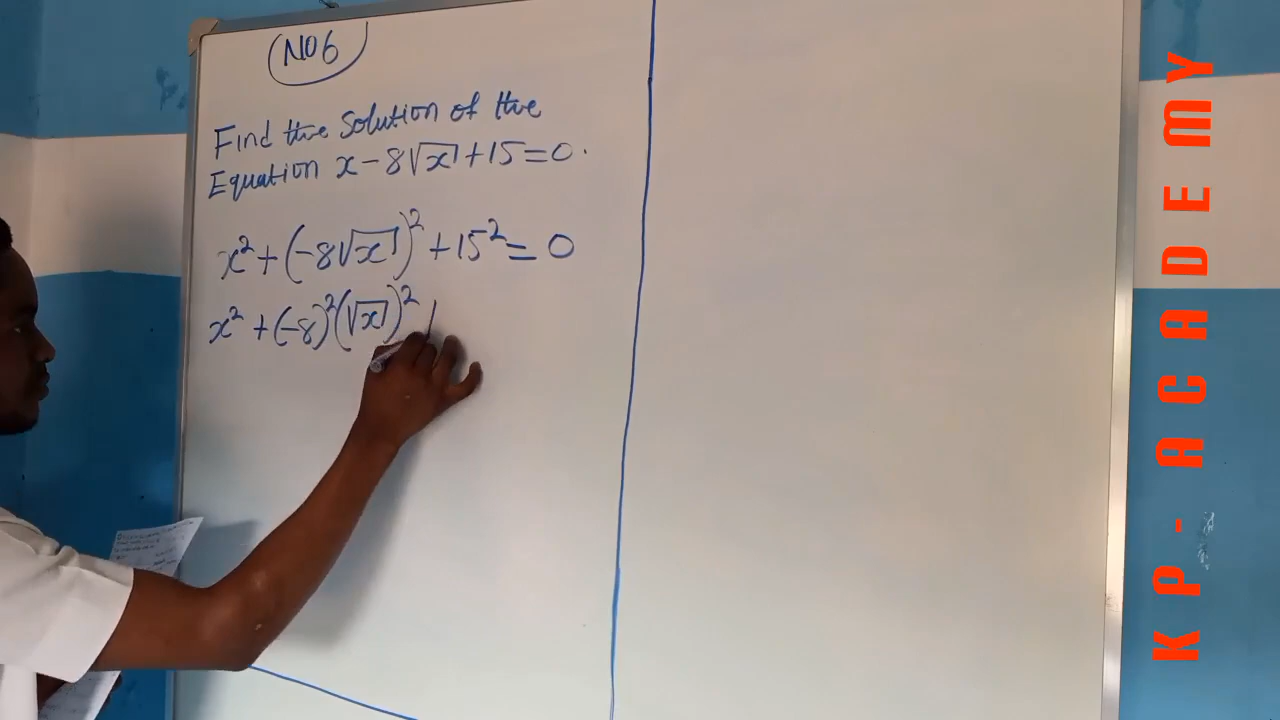 NO6
Find the Solution of the
Equation x - 8√x + 15 = 0.
x² + (-8√x)² + 15² = 0
x² + (-8)²(√x)²
KP - ACADEMY